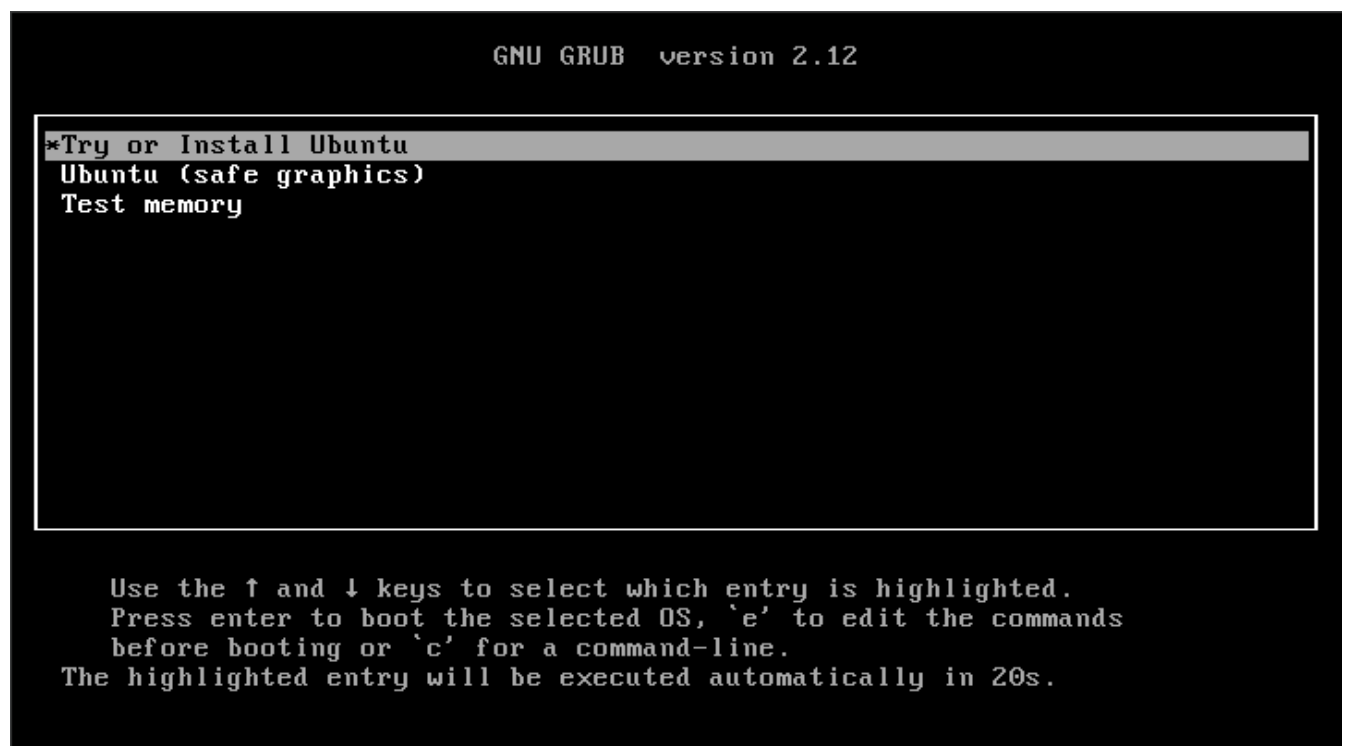 GNU GRUB  version 2.12
*Try or Install Ubuntu
Ubuntu (safe graphics)
Test memory
Use the ↑ and ↓ keys to select which entry is highlighted.
Press enter to boot the selected OS, `e' to edit the commands
before booting or `c' for a command-line.
The highlighted entry will be executed automatically in 20s.